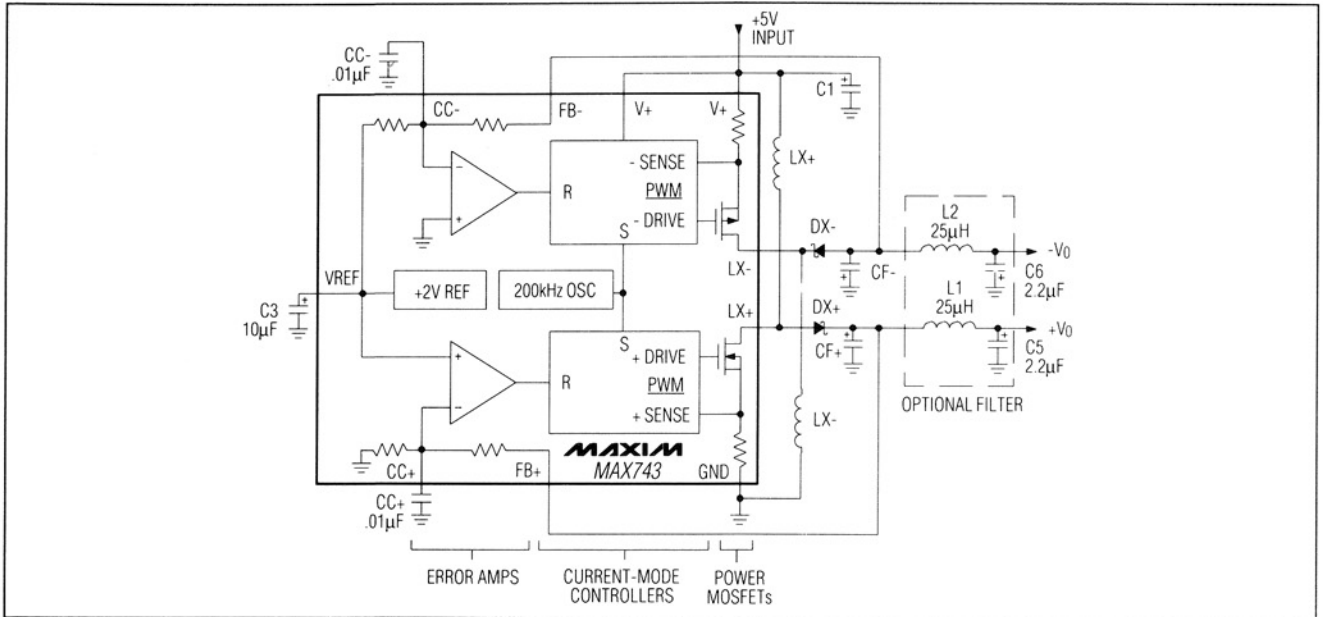 +5V
INPUT
CC-
.01µF
C1
CC-
FB-
V+
V+
LX+
- SENSE
R
PWM
- DRIVE
S
L2
25µH
DX-
-V0
LX-
CF-
C6
2.2µF
VREF
+2V REF
200kHz OSC
LX+
DX+
L1
25µH
C3
10µF
+V0
S
+ DRIVE
CF+
C5
2.2µF
R
PWM
+ SENSE
OPTIONAL FILTER
LX-
MAXIM
MAX743
CC+
FB+
GND
CC+
.01µF
ERROR AMPS
CURRENT-MODE
CONTROLLERS
POWER
MOSFETs
+
-
+
+
-
+
+
+
+
+
+